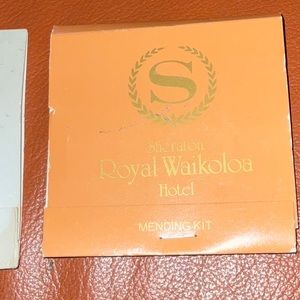 S
Sheraton
Royal Waikoloa
Hotel
MENDING KIT